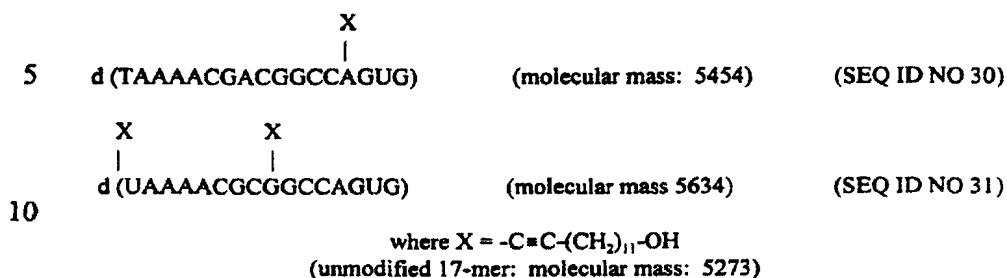 X
|
5 d (TAAAACGACGGCCAGUG) (molecular mass: 5454) (SEQ ID NO 30)
X X
| |
d (UAAAACGCGGCCAGUG) (molecular mass 5634) (SEQ ID NO 31)
10
where X = -C≡C-(CH₂)₁₁-OH
(unmodified 17-mer: molecular mass: 5273)